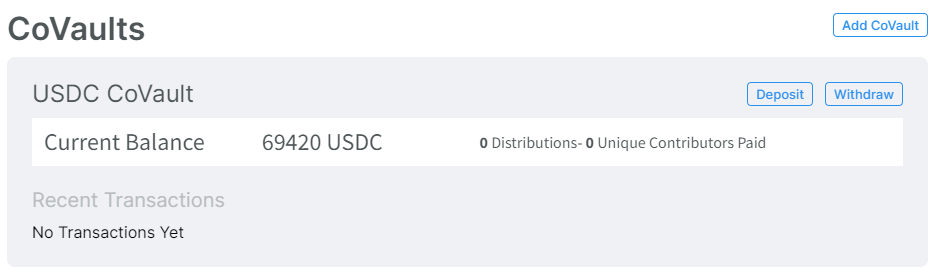 CoVaults
Add CoVault
USDC CoVault
Deposit
Withdraw
Current Balance
69420 USDC
0 Distributions- 0 Unique Contributors Paid
Recent Transactions
No Transactions Yet